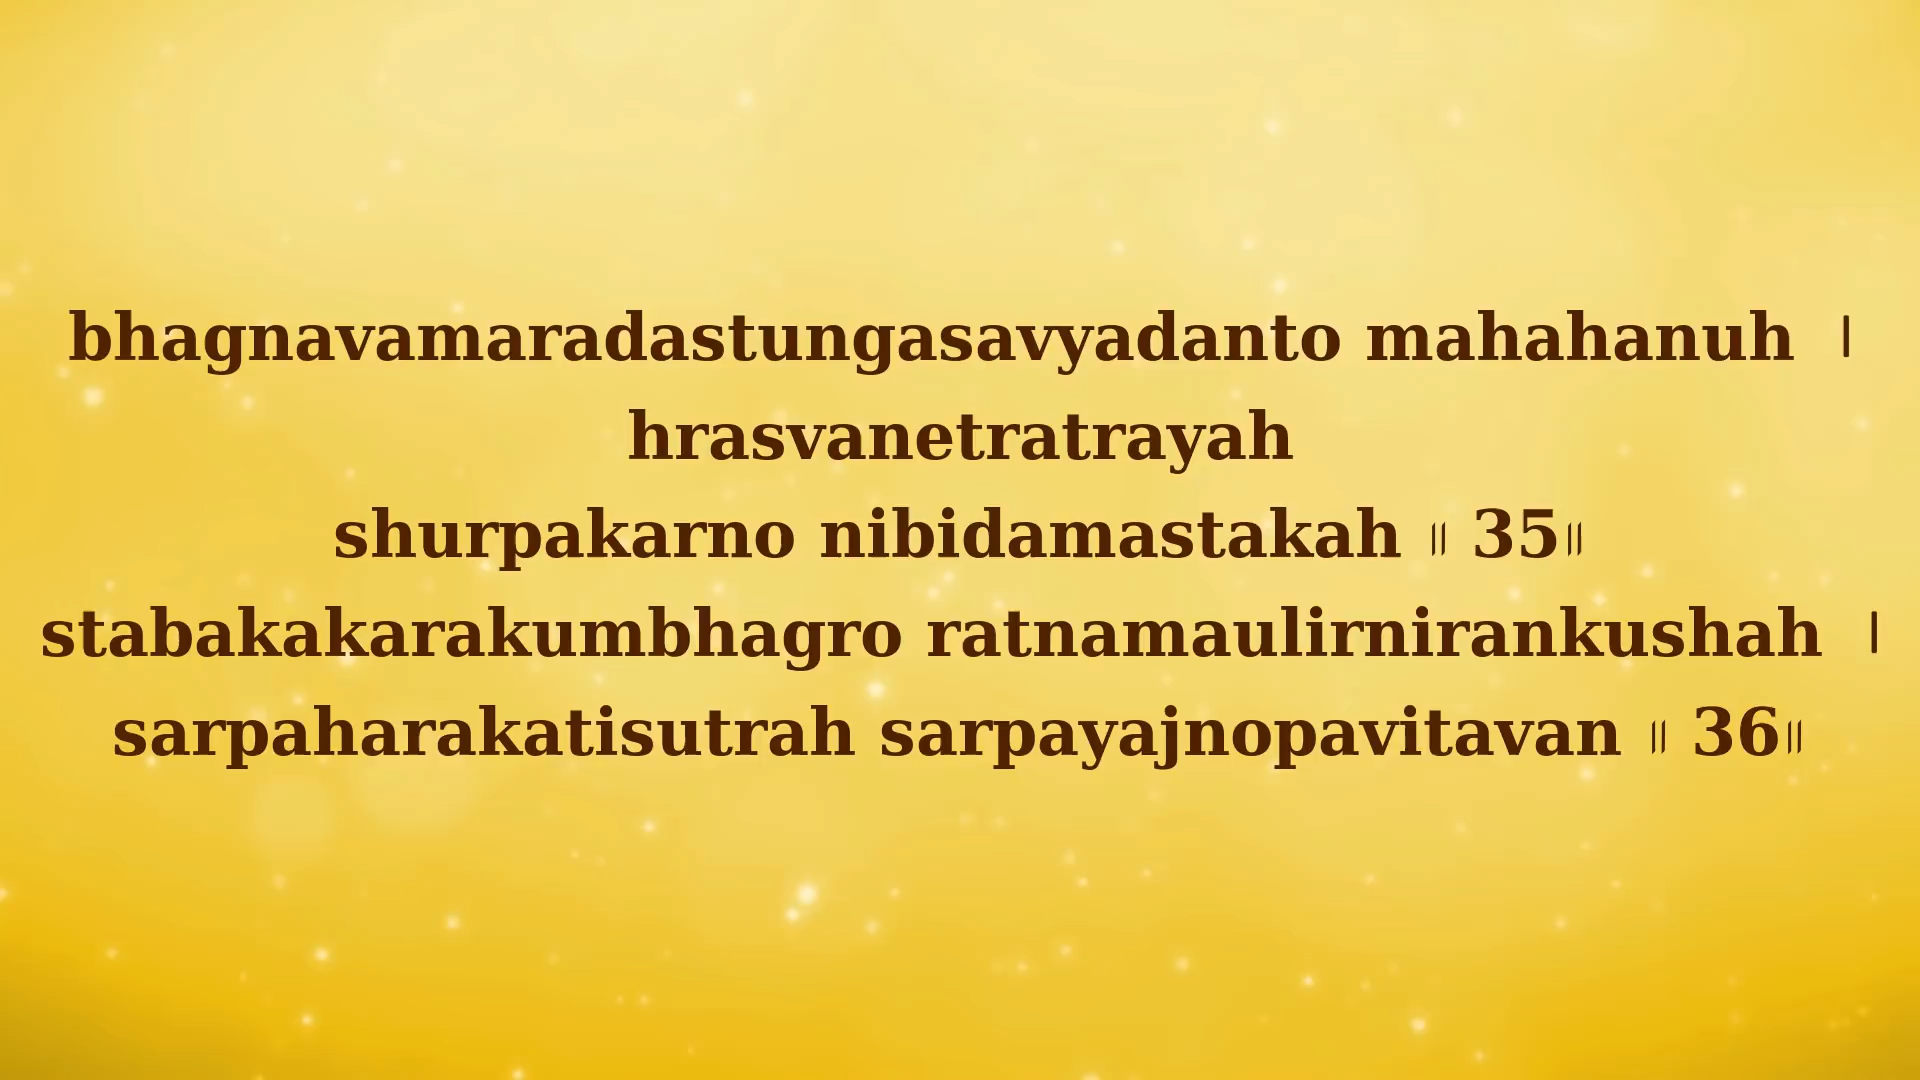 bhagnavamaradastungasavyadanto mahahanuh ।
hrasvanetratrayah
shurpakarno nibidamastakah ॥ 35॥
stabakakarakumbhagro ratnamaulirnirankushah ।
sarpaharakatisutrah sarpayajnopavitavan ॥ 36॥